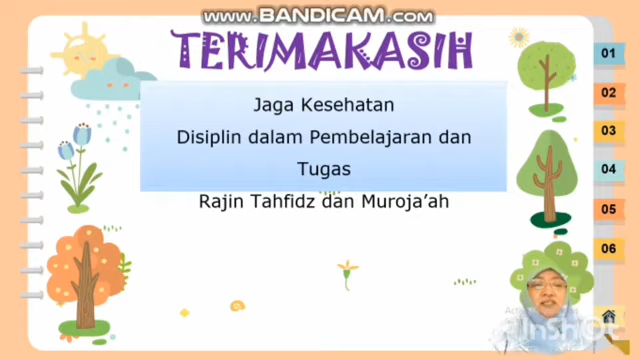 WWW.BANDICAM.COM
TERIMAKASIH
Jaga Kesehatan
Disiplin dalam Pembelajaran dan
Tugas
Rajin Tahfidz dan Muroja’ah
01
02
03
04
05
06
InShOt